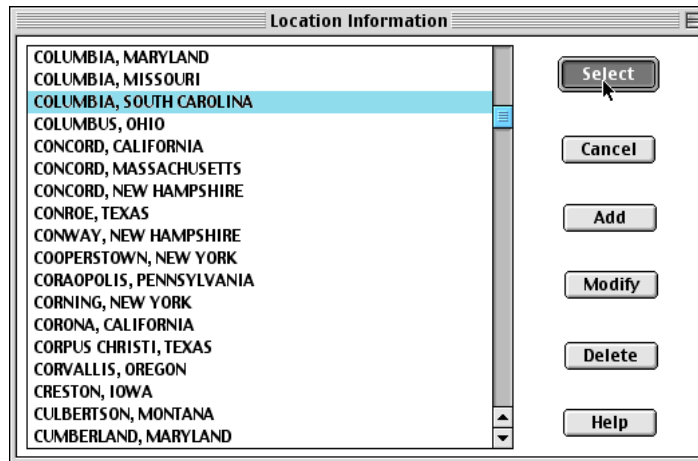 Location Information
COLUMBIA, MARYLAND
COLUMBIA, MISSOURI
COLUMBIA, SOUTH CAROLINA
COLUMBUS, OHIO
CONCORD, CALIFORNIA
CONCORD, MASSACHUSETTS
CONCORD, NEW HAMPSHIRE
CONROE, TEXAS
CONWAY, NEW HAMPSHIRE
COOPERSTOWN, NEW YORK
CORAOPOLIS, PENNSYLVANIA
CORNING, NEW YORK
CORONA, CALIFORNIA
CORPUS CHRISTI, TEXAS
CORVALLIS, OREGON
CRESTON, IOWA
CULBERTSON, MONTANA
CUMBERLAND, MARYLAND
Select
Cancel
Add
Modify
Delete
Help